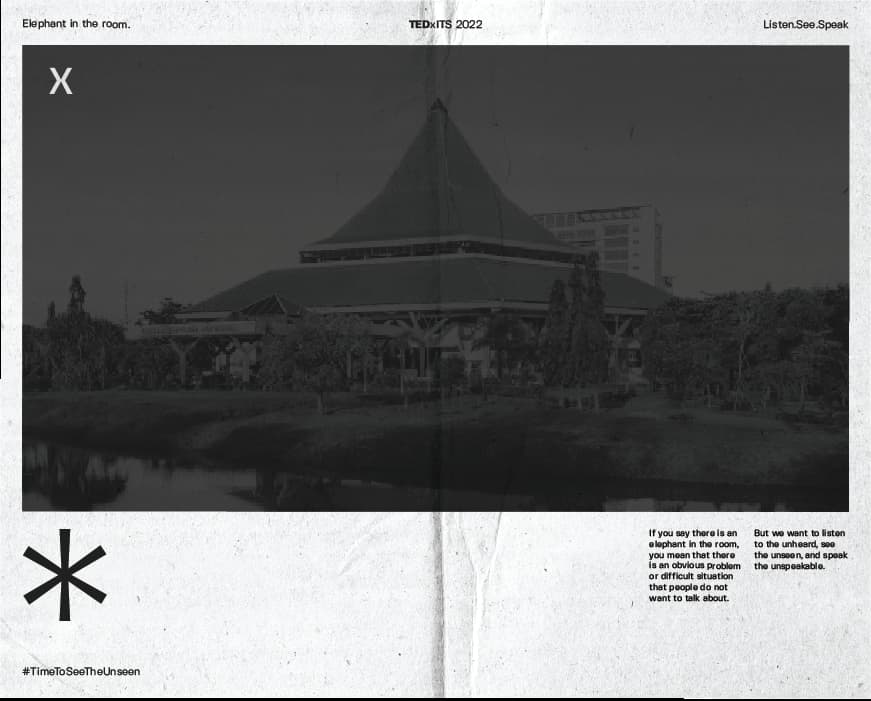 Elephant in the room.
TEDxITS 2022
Listen.See.Speak
X
If you say there is an
elephant in the room,
you mean that there
is an obvious problem
or difficult situation
that people do not
want to talk about.
But we want to listen
to the unheard, see
the unseen, and speak
the unspeakable.
#TimeToSeeTheUnseen